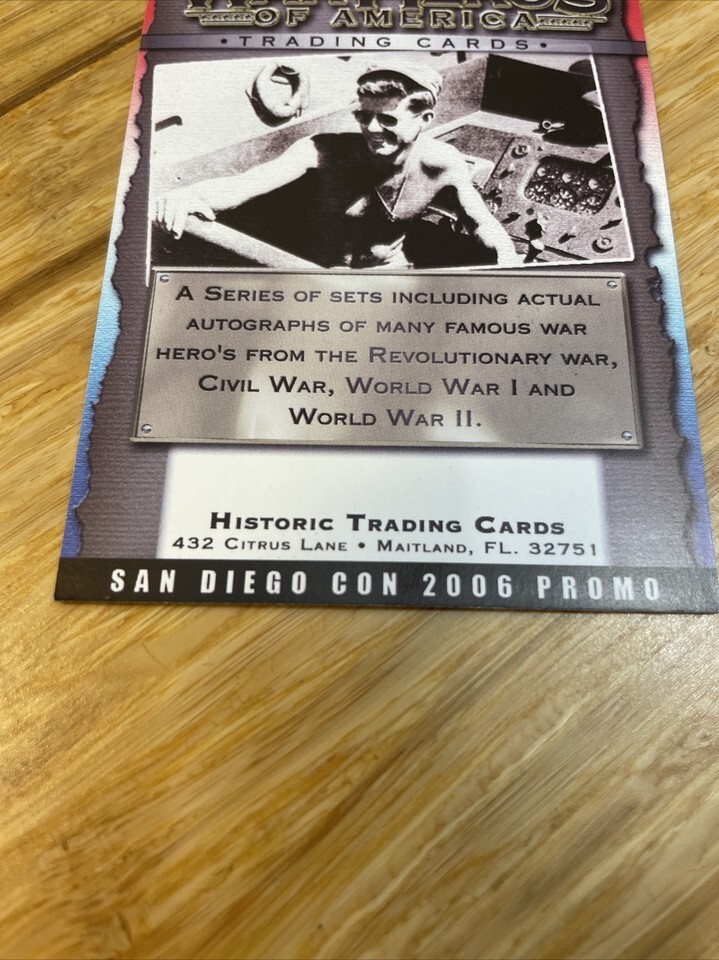 OF AMERICA
• TRADING CARDS •
A SERIES OF SETS INCLUDING ACTUAL
AUTOGRAPHS OF MANY FAMOUS WAR
HERO'S FROM THE REVOLUTIONARY WAR,
CIVIL WAR, WORLD WAR I AND
WORLD WAR II.
HISTORIC TRADING CARDS
432 CITRUS LANE • MAITLAND, FL. 32751
SAN DIEGO CON 2006 PROMO